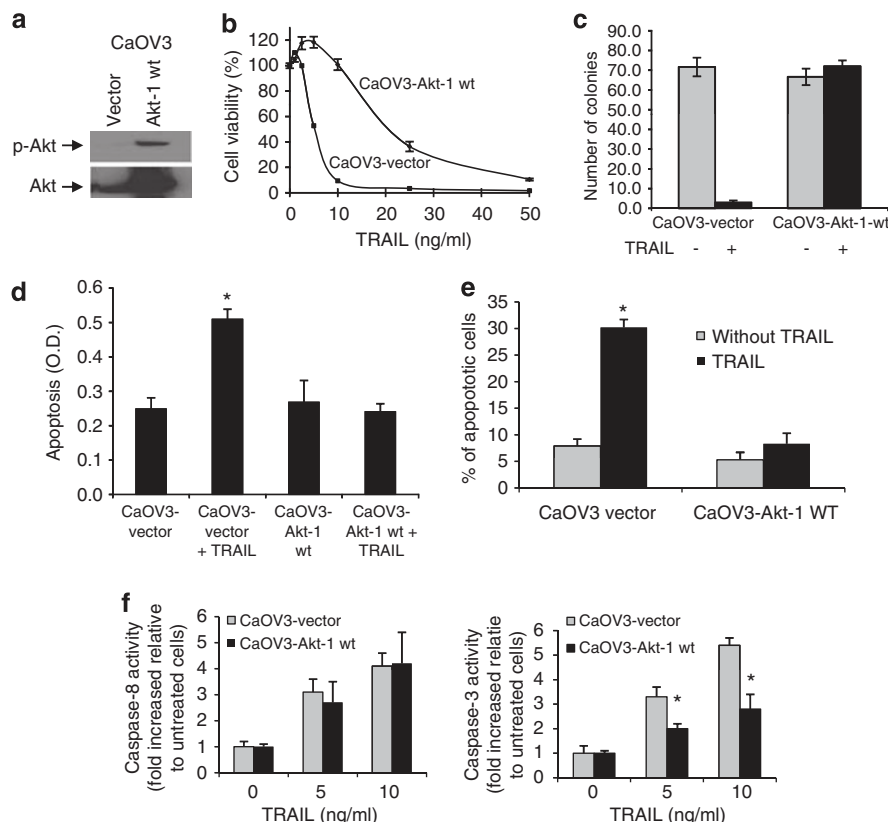 a
CaOV3
Vector
Akt-1 wt
p-Akt
Akt
b
120
100
80
60
40
20
0
Cell viability (%)
CaOV3-Akt-1 wt
CaOV3-vector
0 10 20 30 40 50
TRAIL (ng/ml)
c
90.0
80.0
70.0
60.0
50.0
40.0
30.0
20.0
10.0
0.0
Number of colonies
CaOV3-vector CaOV3-Akt-1-wt
TRAIL - + - +
d
0.6
0.5
0.4
0.3
0.2
0.1
0.0
Apoptosis (O.D.)
*
CaOV3-
vector
CaOV3-
vector
+ TRAIL
CaOV3-
Akt-1
wt
CaOV3-
Akt-1 wt +
TRAIL
e
35
30
25
20
15
10
5
0
% of apopototic cells
*
Without TRAIL
TRAIL
CaOV3 vector CaOV3-Akt-1 WT
f
6
5
4
3
2
1
0
Caspase-8 activity
(fold increased relative
to untreated cells)
CaOV3-vector
CaOV3-Akt-1 wt
0 5 10
TRAIL (ng/ml)
6
5
4
3
2
1
0
Caspase-3 activity
(fold increased relatie
to untreated cells)
CaOV3-vector
CaOV3-Akt-1 wt
*
*
0 5 10
TRAIL (ng/ml)